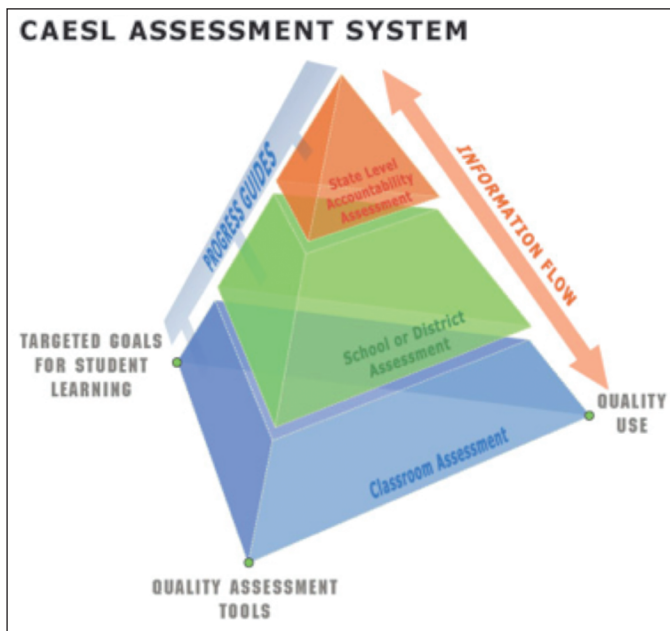 CAESL ASSESSMENT SYSTEM
PROGRESS GUIDES
INFORMATION FLOW
State Level
Accountability
Assessment
School or District
Assessment
Classroom Assessment
TARGETED GOALS
FOR STUDENT
LEARNING
QUALITY
USE
QUALITY ASSESSMENT
TOOLS